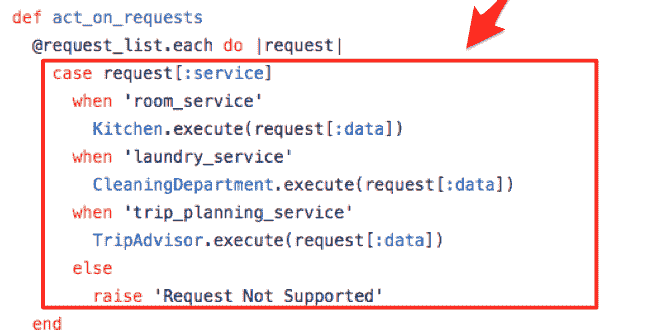 def act_on_requests
  @request_list.each do |request|
    case request[:service]
      when 'room_service'
        Kitchen.execute(request[:data])
      when 'laundry_service'
        CleaningDepartment.execute(request[:data])
      when 'trip_planning_service'
        TripAdvisor.execute(request[:data])
      else
        raise 'Request Not Supported'
  end